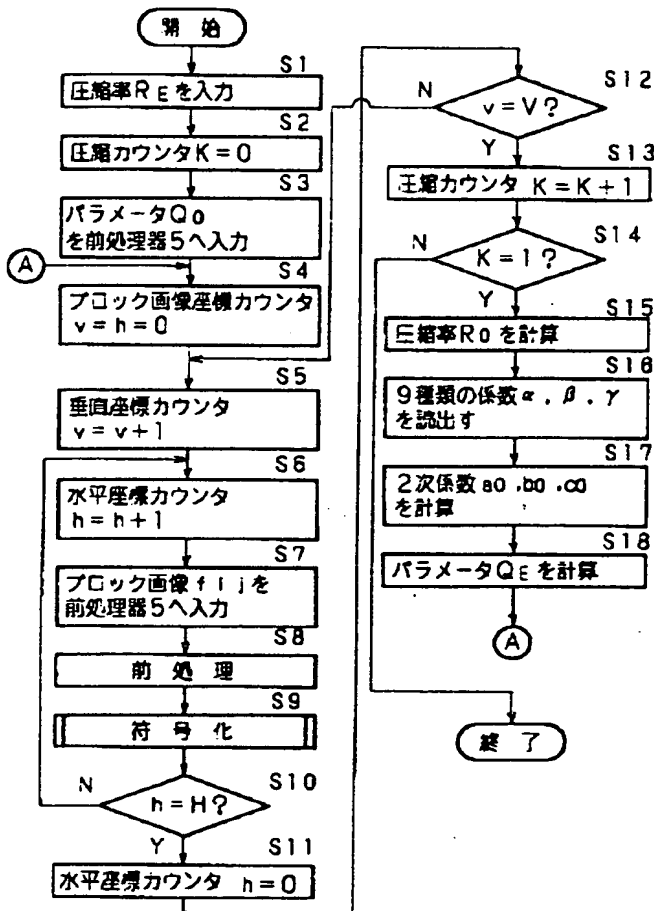 開始
S1
圧縮率REを入力
S2
圧縮カウンタK=0
S3
パラメータQ0
を前処理器5へ入力
A
S4
ブロック画像座標カウンタ
v=h=0
S5
垂直座標カウンタ
v=v+1
S6
水平座標カウンタ
h=h+1
S7
ブロック画像fijを
前処理器5へ入力
S8
前処理
S9
符号化
S10
N
h=H?
Y
S11
水平座標カウンタ h=0
S12
N
v=V?
Y
S13
圧縮カウンタ K=K+1
S14
N
K=1?
Y
S15
圧縮率R0を計算
S16
9種類の係数α,β,γ
を読出す
S17
2次係数a0,b0,c0
を計算
S18
パラメータQEを計算
A
終了